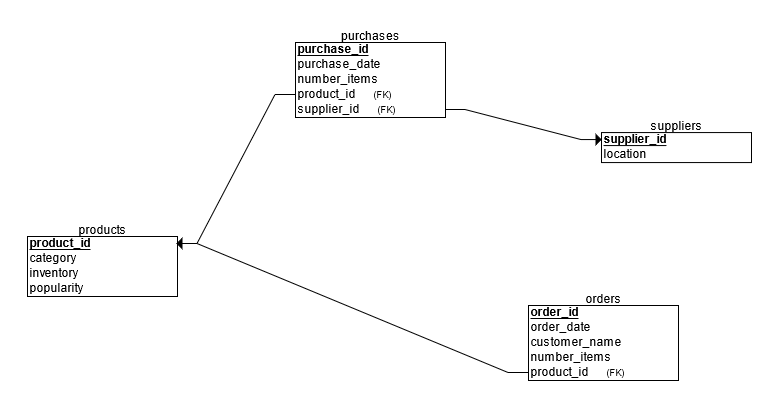 purchases
purchase_id
purchase_date
number_items
product_id (FK)
supplier_id (FK)
suppliers
supplier_id
location
products
product_id
category
inventory
popularity
orders
order_id
order_date
customer_name
number_items
product_id (FK)